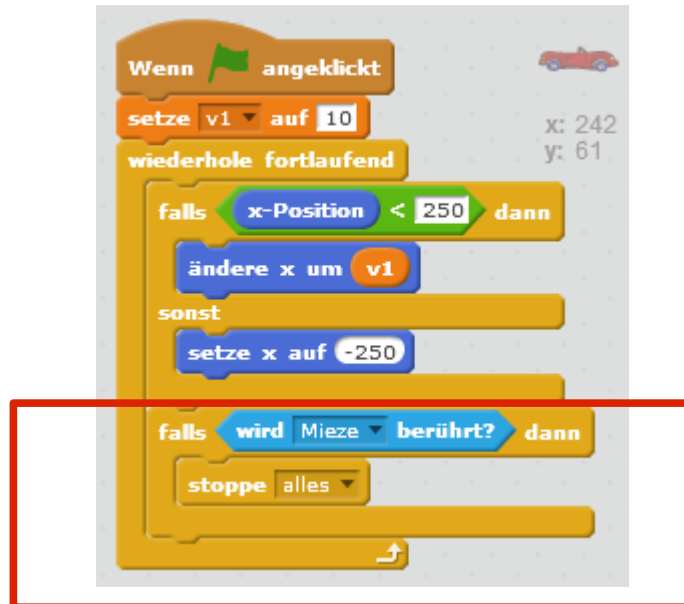 Wenn angeklickt
setze v1 auf 10
x: 242
y: 61
wiederhole fortlaufend
falls x-Position < 250 dann
ändere x um v1
sonst
setze x auf -250
falls wird Mieze berührt? dann
stoppe alles